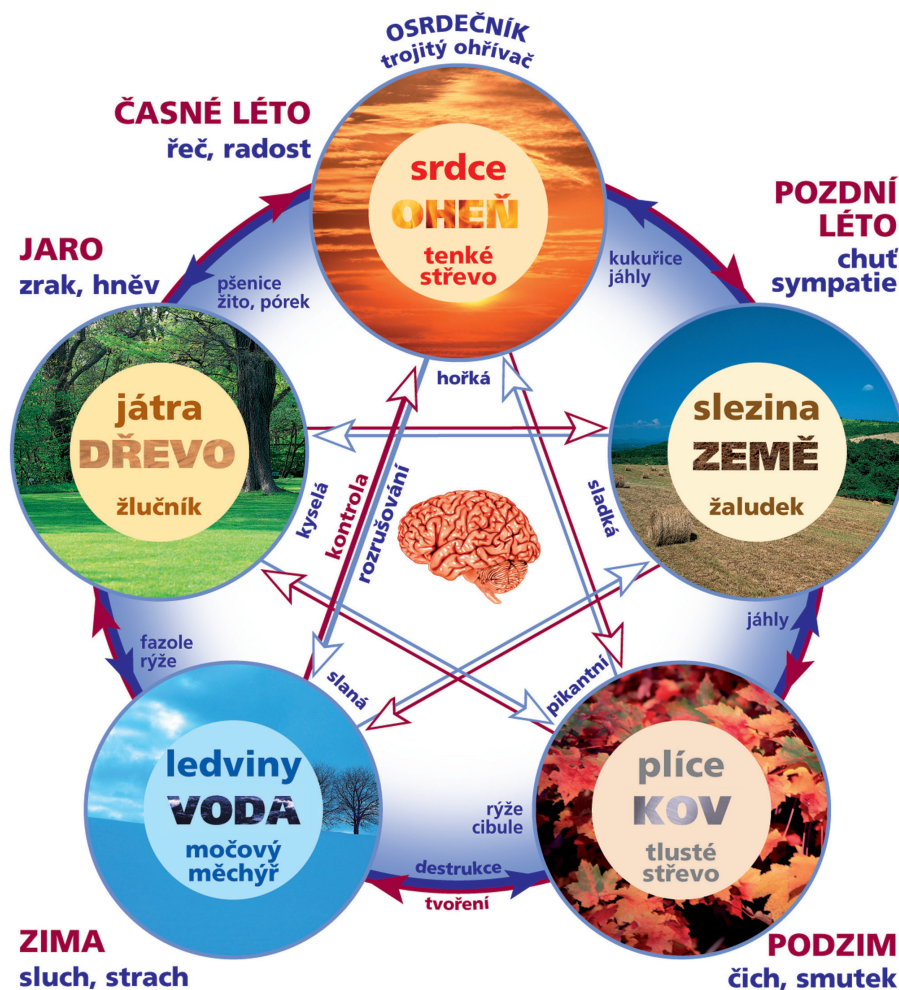 OSRDEČNÍK
trojitý ohřívač
ČASNÉ LÉTO
řeč, radost
srdce
OHEŇ
tenké
střevo
POZDNÍ
LÉTO
chuť
sympatie
JARO
zrak, hněv
pšenice
žito, pórek
kukuřice
jáhly
hořká
játra
DŘEVO
žlučník
slezina
ZEMĚ
žaludek
kyselá
kontrola
rozrušování
sladká
fazole
rýže
jáhly
slaná
pikantní
ledviny
VODA
močový
měchýř
plíce
KOV
tlusté
střevo
rýže
cibule
destrukce
tvoření
ZIMA
sluch, strach
PODZIM
čich, smutek